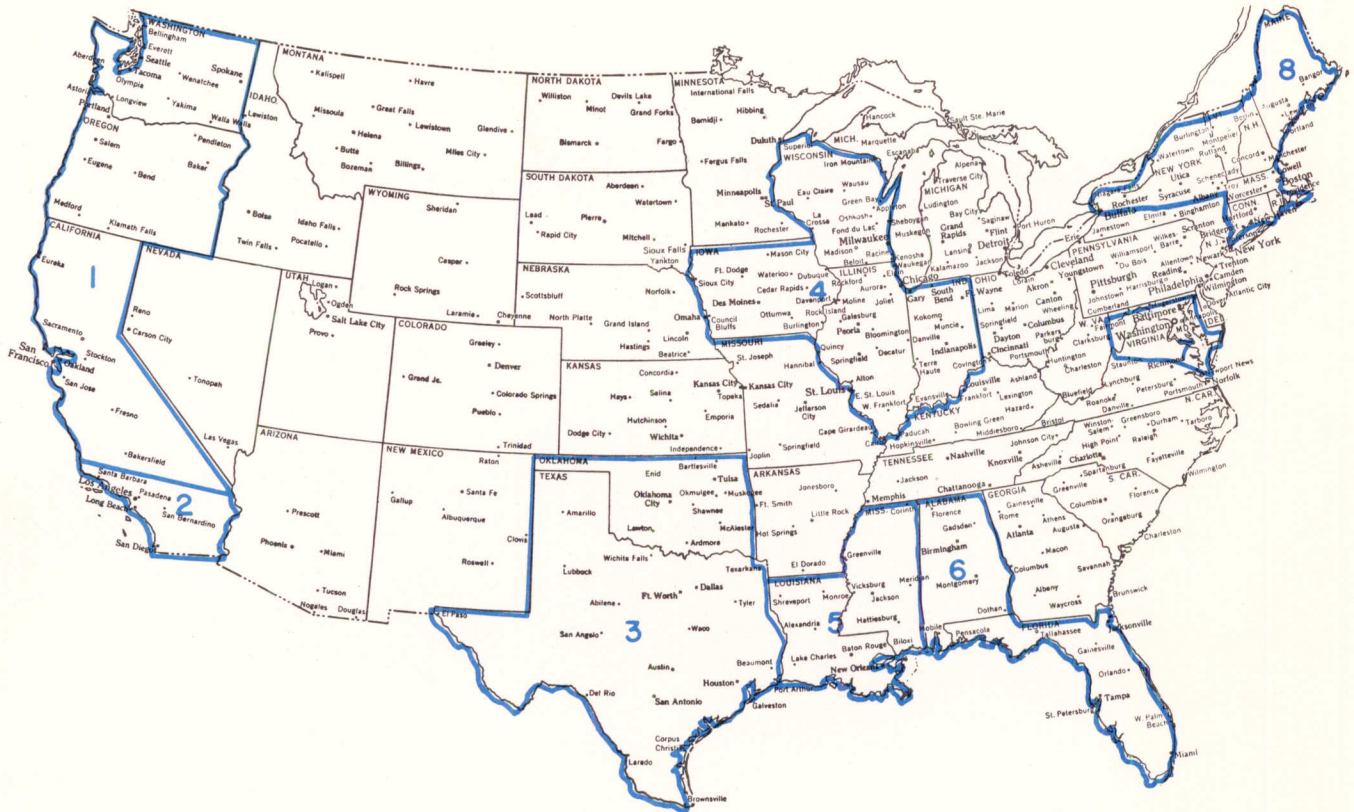 WASHINGTON
Bellingham
Everett
Aberdeen
Seattle
Spokane
Tacoma
Wanatchee
Olympia
Astoria
Longview
Yakima
Walla Walla
Portland
OREGON
Pendleton
Salem
Eugene
Bend
Baker
Medford
Klamath Falls
IDAHO
Lewiston
Boise
Idaho Falls
Twin Falls
Pocatello
MONTANA
Kalispell
Havre
Missoula
Great Falls
Lewistown
Glendive
Helena
Butte
Miles City
Bozeman
Billings
WYOMING
Sheridan
Casper
Rock Springs
Laramie
Cheyenne
NORTH DAKOTA
Williston
Devils Lake
Minot
Grand Forks
Bismarck
Fargo
SOUTH DAKOTA
Aberdeen
Watertown
Lead
Pierre
Rapid City
Mitchell
Sioux Falls
Yankton
NEBRASKA
Scottsbluff
Norfolk
North Platte
Grand Island
Omaha
Lincoln
Hastings
Beatrice
CALIFORNIA
1
Eureka
Sacramento
Stockton
San
Francisco
Oakland
San Jose
Fresno
Bakersfield
Santa Barbara
Los Angeles
Pasadena
2
Long Beach
San Bernardino
San Diego
NEVADA
Reno
Carson City
Tonopah
Las Vegas
UTAH
Logan
Ogden
Salt Lake City
Provo
COLORADO
Greeley
Denver
Grand Jc.
Colorado Springs
Pueblo
Trinidad
KANSAS
Concordia
Kansas City
Hays
Salina
Topeka
Hutchinson
Emporia
Dodge City
Wichita
Independence
ARIZONA
Prescott
Phoenix
Miami
Tucson
Nogales
Douglas
NEW MEXICO
Raton
Gallup
Santa Fe
Albuquerque
Clovis
Roswell
OKLAHOMA
Bartlesville
Enid
Tulsa
Oklahoma
City
Okmulgee
Muskogee
Shawnee
Lawton
McAlester
Ardmore
TEXAS
Amarillo
Wichita Falls
Lubbock
Texarkana
Dallas
Abilene
Ft. Worth
Tyler
El Paso
San Angelo
3
Waco
Austin
Beaumont
Houston
Del Rio
San Antonio
Port Arthur
Galveston
Corpus
Christi
Laredo
Brownsville
MINNESOTA
International Falls
Hibbing
Bemidji
Duluth
Fergus Falls
Minneapolis
St. Paul
Mankato
Rochester
IOWA
Mason City
Sioux City
Ft. Dodge
Waterloo
Dubuque
Cedar Rapids
4
Des Moines
Davenport
Council
Bluffs
Ottumwa
Burlington
MISSOURI
St. Joseph
Hannibal
Kansas City
St. Louis
Sedalia
Jefferson
City
Cape Girardeau
Joplin
Springfield
ARKANSAS
Jonesboro
Ft. Smith
Little Rock
Hot Springs
El Dorado
LOUISIANA
Shreveport
Monroe
5
Alexandria
Baton Rouge
Lake Charles
New Orleans
WISCONSIN
Superior
Iron Mountain
Wausau
Eau Claire
Green Bay
Appleton
La
Crosse
Oshkosh
Sheboygan
Fond du Lac
Milwaukee
Madison
Racine
Beloit
Kenosha
Waukegan
ILLINOIS
Rockford
Elgin
Chicago
Aurora
Moline
Joliet
Rock Island
Galesburg
Peoria
Bloomington
Quincy
Danville
Springfield
Decatur
Alton
E. St. Louis
W. Frankfort
Cairo
MICH.
Hancock
Marquette
Sault Ste. Marie
Escanaba
MICHIGAN
Alpena
Traverse City
Ludington
Bay City
Muskegon
Grand
Rapids
Saginaw
Flint
Port Huron
Lansing
Detroit
Kalamazoo
Jackson
IND.
Gary
South
Bend
Ft. Wayne
Kokomo
Muncie
Indianapolis
Terre
Haute
Evansville
OHIO
Toledo
Cleveland
Akron
Youngstown
Lima
Marion
Canton
Wheeling
Springfield
Columbus
Dayton
Cincinnati
Portsmouth
KENTUCKY
Covington
Louisville
Ashland
Frankfort
Lexington
Paducah
Bowling Green
Hazard
Hopkinsville
Middlesboro
TENNESSEE
Nashville
Johnson City
Bristol
Knoxville
Jackson
Memphis
Chattanooga
MISS.
Corinth
Greenville
Vicksburg
Meridian
Jackson
Hattiesburg
Biloxi
ALABAMA
Florence
Gadsden
Birmingham
6
Montgomery
Dothan
Mobile
GEORGIA
Gainesville
Rome
Athens
Atlanta
Augusta
Macon
Columbus
Savannah
Albany
Waycross
Brunswick
FLORIDA
Pensacola
Tallahassee
Jacksonville
Gainesville
Orlando
Tampa
St. Petersburg
W. Palm
Beach
Miami
S. CAR.
Spartanburg
Greenville
Columbia
Florence
Orangeburg
Charleston
N. CAR.
Winston-
Salem
Greensboro
Durham
Tarboro
High Point
Raleigh
Asheville
Charlotte
Fayetteville
Wilmington
VIRGINIA
Staunton
Richmond
Newport News
Lynchburg
Petersburg
Portsmouth
Norfolk
Roanoke
Danville
W. VA.
Fairmont
Clarksburg
Parkersburg
Huntington
Charleston
Bluefield
PENNSYLVANIA
Erie
Williamsport
Wilkes-
Barre
Scranton
Du Bois
Allentown
Pittsburgh
Reading
Johnstown
Harrisburg
Philadelphia
Cumberland
Baltimore
Washington
MD.
DEL.
Annapolis
N. J.
Newark
Trenton
Camden
Wilmington
Atlantic City
NEW YORK
Watertown
Utica
Niagara Falls
Rochester
Syracuse
Schenectady
Albany
Troy
Buffalo
Elmira
Binghamton
Jamestown
New York
VT.
Burlington
Montpelier
Rutland
N.H.
Berlin
Concord
Manchester
MAINE
8
Bangor
Augusta
Portland
MASS.
Lowell
Boston
Worcester
CONN.
Hartford
Bridgeport
New Haven
R.I.
Providence